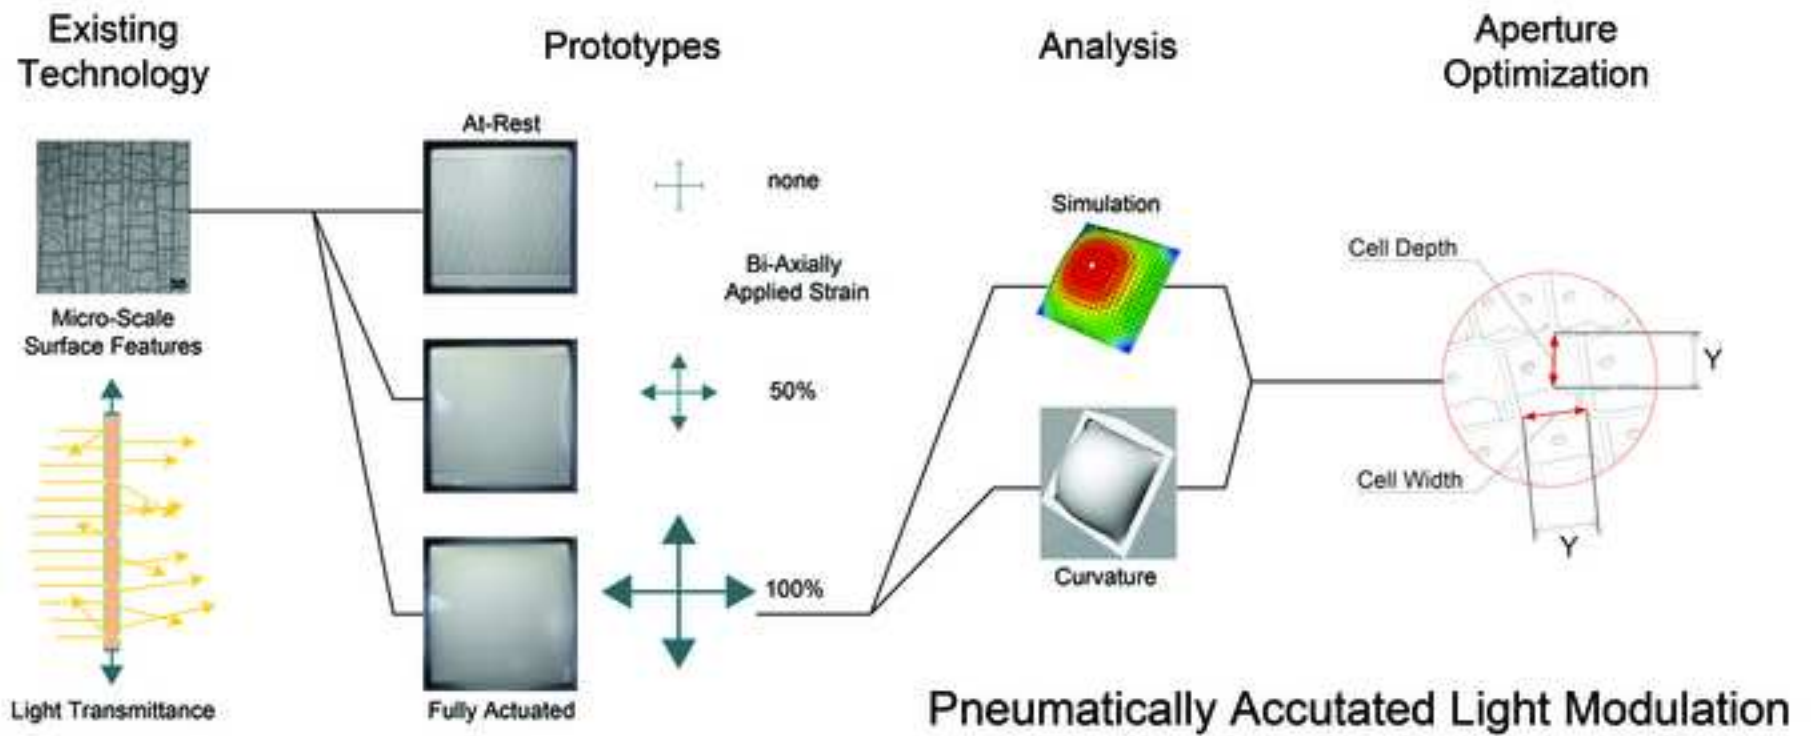 Existing
Technology
Prototypes
Analysis
Aperture
Optimization
At-Rest
none
Bi-Axially
Applied Strain
Micro-Scale
Surface Features
50%
100%
Light Transmittance
Fully Actuated
Simulation
Curvature
Cell Depth
Y
Cell Width
Y
Pneumatically Accutated Light Modulation